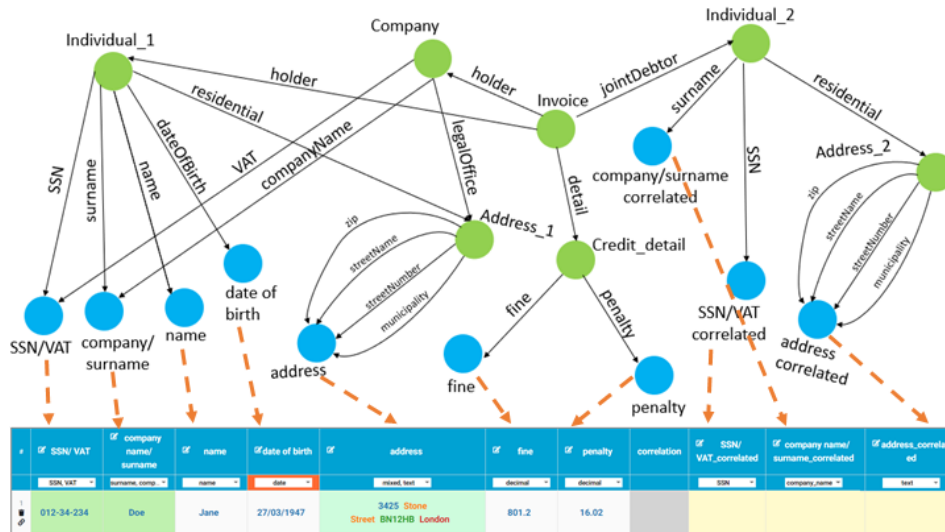 Individual_1
Company
Individual_2
holder
holder
jointDebtor
residential
Invoice
surname
residential
SSN
surname
name
dateOfBirth
VAT
companyName
legalOffice
detail
company/surname
correlated
SSN
Address_2
zip
streetName
streetNumber
municipality
zip
streetName
streetNumber
municipality
Address_1
Credit_detail
date of
birth
fine
penalty
SSN/VAT
company/
surname
name
address
fine
penalty
SSN/VAT
correlated
address
correlated
#
SSN/ VAT
company
name/
surname
name
date of birth
address
fine
penalty
correlation
SSN/
VAT_correlated
company name/
surname_correlated
address_correlat
ed
SSN, VAT
surname, comp..
name
date
mixed, text
decimal
decimal
SSN
company_name
text
1
012-34-234
Doe
Jane
27/03/1947
3425 Stone
Street BN12HB London
801.2
16.02